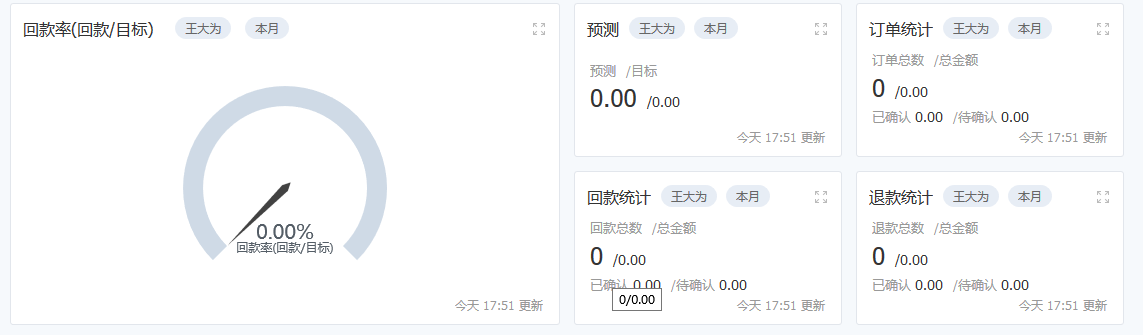 回款率(回款/目标) 王大为 本月
0.00%
回款率(回款/目标)
今天 17:51 更新
预测 王大为 本月
预测 /目标
0.00 /0.00
今天 17:51 更新
订单统计 王大为 本月
订单总数 /总金额
0 /0.00
已确认 0.00 /待确认 0.00
今天 17:51 更新
回款统计 王大为 本月
回款总数 /总金额
0 /0.00
已确认 0.00 /待确认 0.00
0/0.00
今天 17:51 更新
退款统计 王大为 本月
退款总数 /总金额
0 /0.00
已确认 0.00 /待确认 0.00
今天 17:51 更新